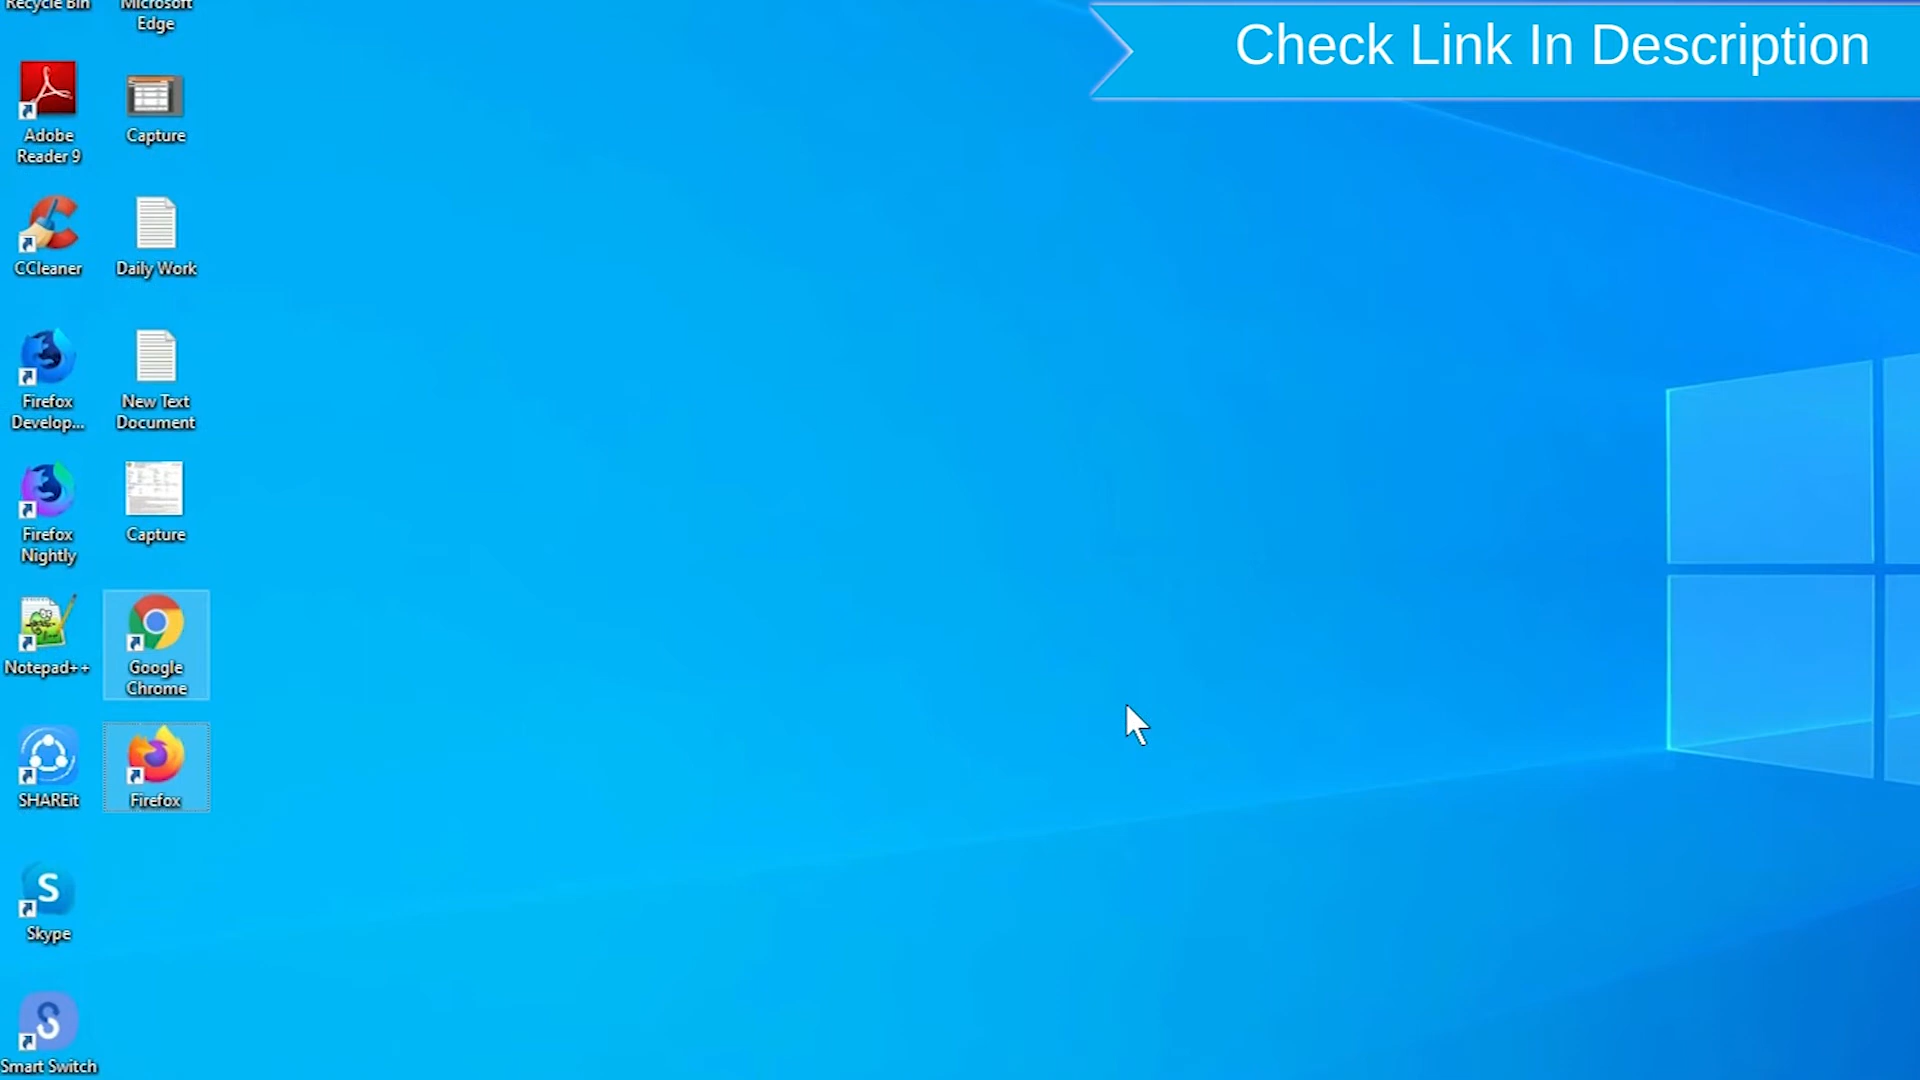 Recycle Bin
Microsoft
Edge
Check Link In Description
Adobe
Reader 9
Capture
CCleaner
Daily Work
Firefox
Develop...
New Text
Document
Firefox
Nightly
Capture
Notepad++
Google
Chrome
SHAREit
Firefox
S
Skype
Smart Switch